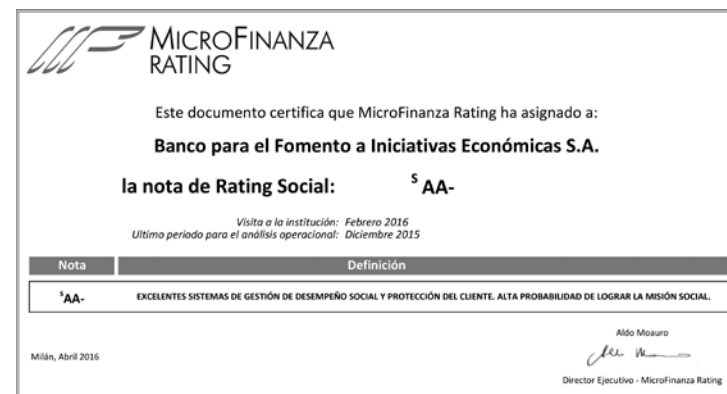 MICROFINANZA
RATING
Este documento certifica que MicroFinanza Rating ha asignado a:
Banco para el Fomento a Iniciativas Económicas S.A.
la nota de Rating Social: S AA-
Visita a la institución: Febrero 2016
Ultimo periodo para el análisis operacional: Diciembre 2015
Nota Definición
sAA- EXCELENTES SISTEMAS DE GESTIÓN DE DESEMPEÑO SOCIAL Y PROTECCIÓN DEL CLIENTE. ALTA PROBABILIDAD DE LOGRAR LA MISIÓN SOCIAL.
Aldo Moauro
Milán, Abril 2016
Director Ejecutivo - MicroFinanza Rating